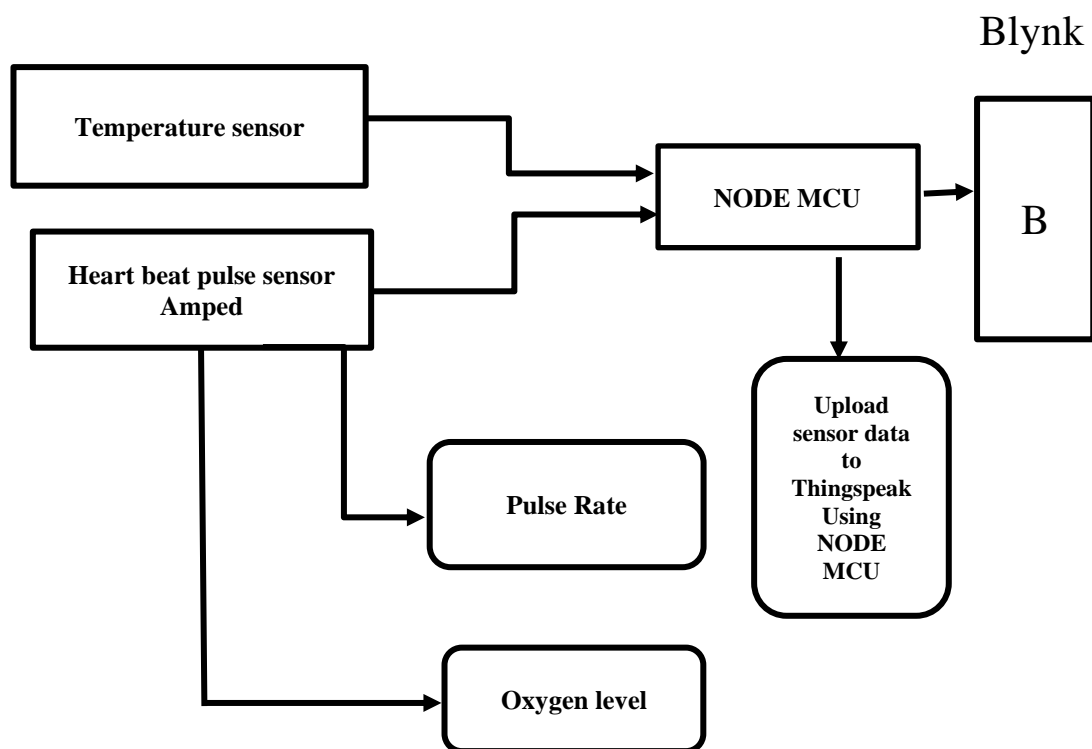 Blynk
Temperature sensor
NODE MCU
B
Heart beat pulse sensor
Amped
Upload
sensor data
to
Thingspeak
Using
NODE
MCU
Pulse Rate
Oxygen level